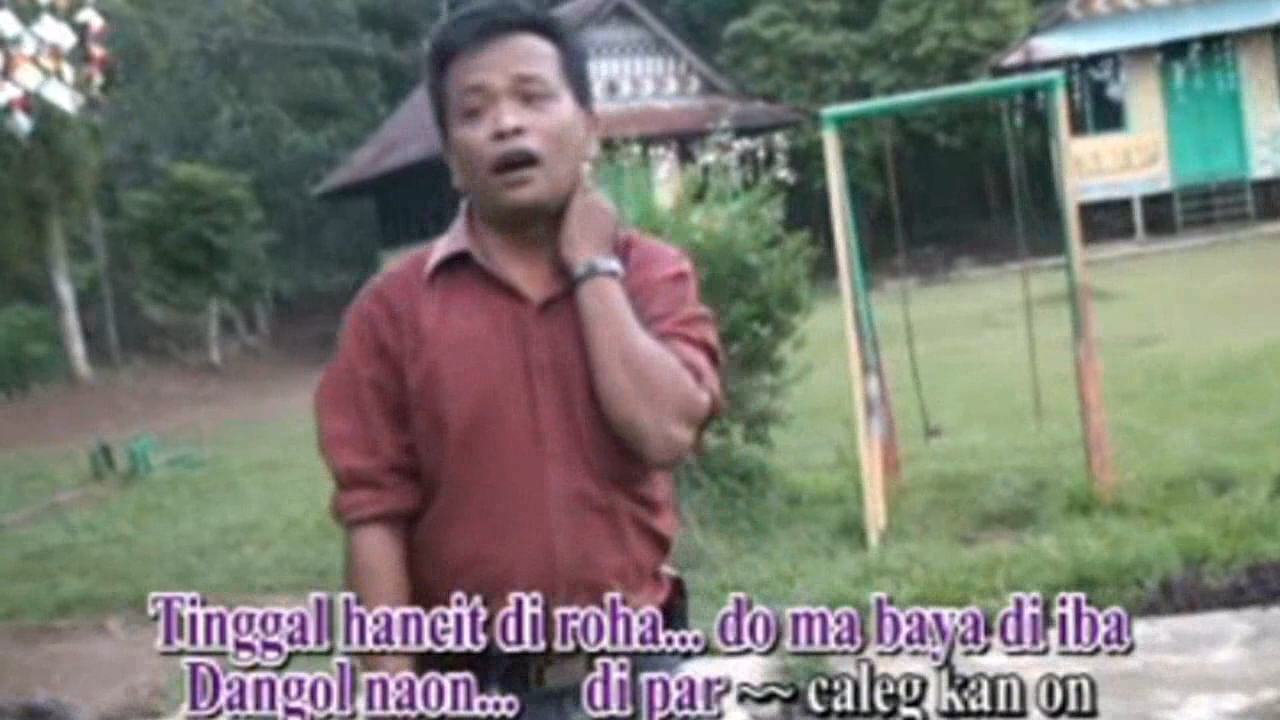 Tinggal hancit di roha... do ma baya di iba
Dangol naon... di par ~~ caleg kan on